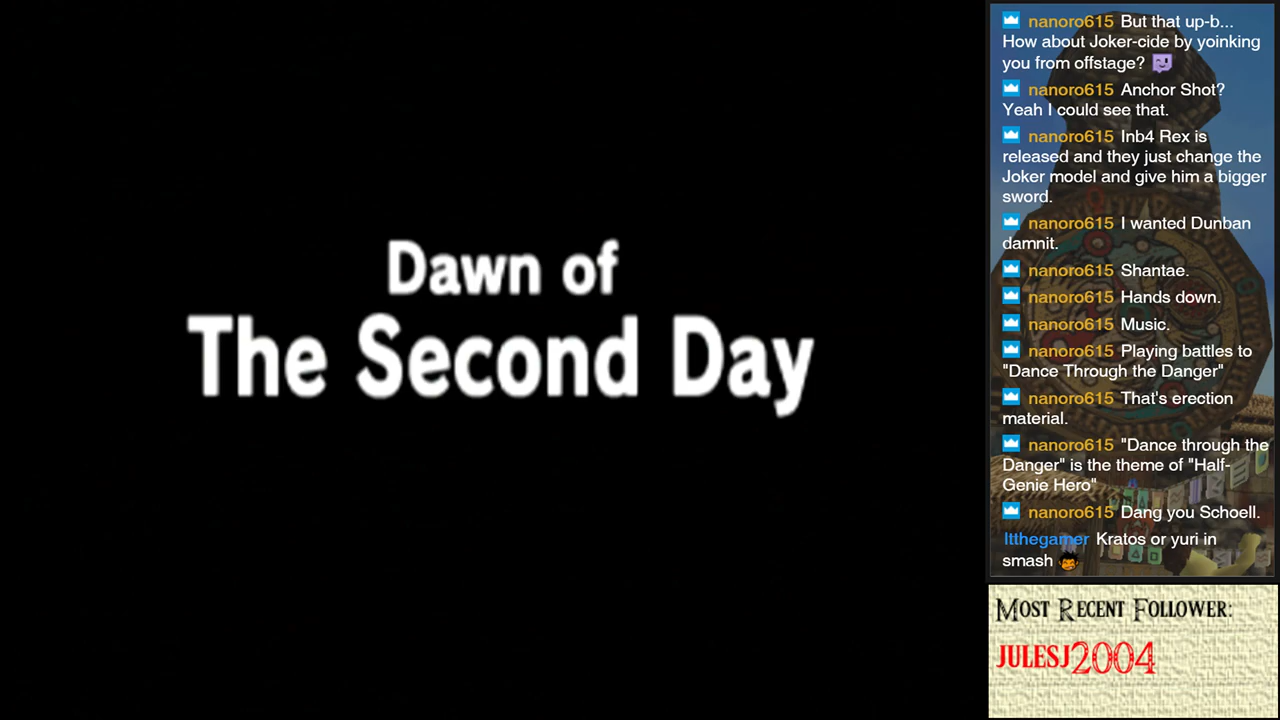 Dawn of
The Second Day
nanoro615 But that up-b...
How about Joker-cide by yoinking
you from offstage?
nanoro615 Anchor Shot?
Yeah I could see that.
nanoro615 Inb4 Rex is
released and they just change the
Joker model and give him a bigger
sword.
nanoro615 I wanted Dunban
damnit.
nanoro615 Shantae.
nanoro615 Hands down.
nanoro615 Music.
nanoro615 Playing battles to
"Dance Through the Danger"
nanoro615 That's erection
material.
nanoro615 "Dance through the
Danger" is the theme of "Half-
Genie Hero"
nanoro615 Dang you Schoell.
ltthegamer Kratos or yuri in
smash
Most Recent Follower:
julesj2004